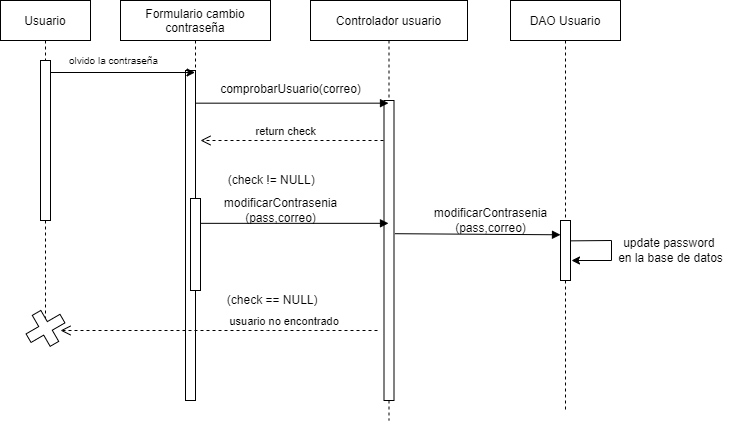 Usuario
Formulario cambio
contraseña
Controlador usuario
DAO Usuario
olvido la contraseña
comprobarUsuario(correo)
return check
(check != NULL)
modificarContrasenia
(pass,correo)
modificarContrasenia
(pass,correo)
update password
en la base de datos
(check == NULL)
usuario no encontrado